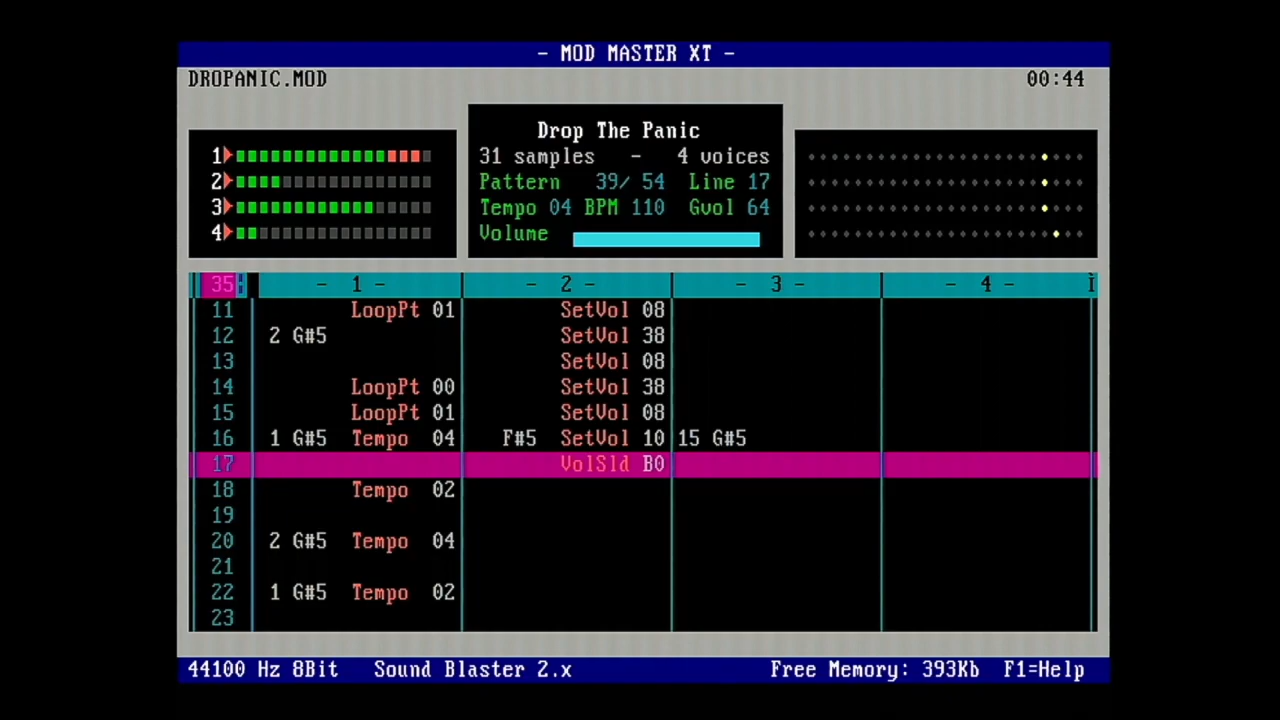 - MOD MASTER XT -
DROPANIC.MOD 00:44
Drop The Panic
1 31 samples - 4 voices
2 Pattern 39/ 54 Line 17
3 Tempo 04 BPM 110 Gvol 64
4 Volume
35 - 1 - - 2 - - 3 - - 4 -
11 LoopPt 01 SetVol 08
12 2 G#5 SetVol 38
13 SetVol 08
14 LoopPt 00 SetVol 38
15 LoopPt 01 SetVol 08
16 1 G#5 Tempo 04 F#5 SetVol 10 15 G#5
17 VolSld B0
18 Tempo 02
19
20 2 G#5 Tempo 04
21
22 1 G#5 Tempo 02
23
44100 Hz 8Bit Sound Blaster 2.x Free Memory: 393Kb F1=Help